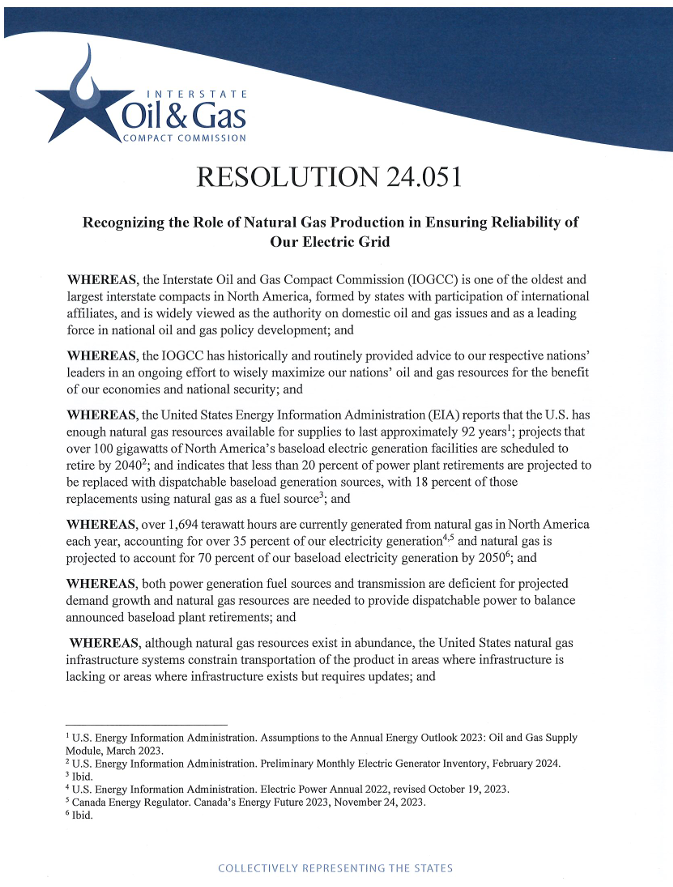 INTERSTATE
Oil & Gas
COMPACT COMMISSION
RESOLUTION 24.051
Recognizing the Role of Natural Gas Production in Ensuring Reliability of
Our Electric Grid
WHEREAS, the Interstate Oil and Gas Compact Commission (IOGCC) is one of the oldest and
largest interstate compacts in North America, formed by states with participation of international
affiliates, and is widely viewed as the authority on domestic oil and gas issues and as a leading
force in national oil and gas policy development; and
WHEREAS, the IOGCC has historically and routinely provided advice to our respective nations’
leaders in an ongoing effort to wisely maximize our nations’ oil and gas resources for the benefit
of our economies and national security; and
WHEREAS, the United States Energy Information Administration (EIA) reports that the U.S. has
enough natural gas resources available for supplies to last approximately 92 years¹; projects that
over 100 gigawatts of North America’s baseload electric generation facilities are scheduled to
retire by 2040²; and indicates that less than 20 percent of power plant retirements are projected to
be replaced with dispatchable baseload generation sources, with 18 percent of those
replacements using natural gas as a fuel source³; and
WHEREAS, over 1,694 terawatt hours are currently generated from natural gas in North America
each year, accounting for over 35 percent of our electricity generation⁴,⁵ and natural gas is
projected to account for 70 percent of our baseload electricity generation by 2050⁶; and
WHEREAS, both power generation fuel sources and transmission are deficient for projected
demand growth and natural gas resources are needed to provide dispatchable power to balance
announced baseload plant retirements; and
WHEREAS, although natural gas resources exist in abundance, the United States natural gas
infrastructure systems constrain transportation of the product in areas where infrastructure is
lacking or areas where infrastructure exists but requires updates; and
¹ U.S. Energy Information Administration. Assumptions to the Annual Energy Outlook 2023: Oil and Gas Supply
Module, March 2023.
² U.S. Energy Information Administration. Preliminary Monthly Electric Generator Inventory, February 2024.
³ Ibid.
⁴ U.S. Energy Information Administration. Electric Power Annual 2022, revised October 19, 2023.
⁵ Canada Energy Regulator. Canada’s Energy Future 2023, November 24, 2023.
⁶ Ibid.
COLLECTIVELY REPRESENTING THE STATES